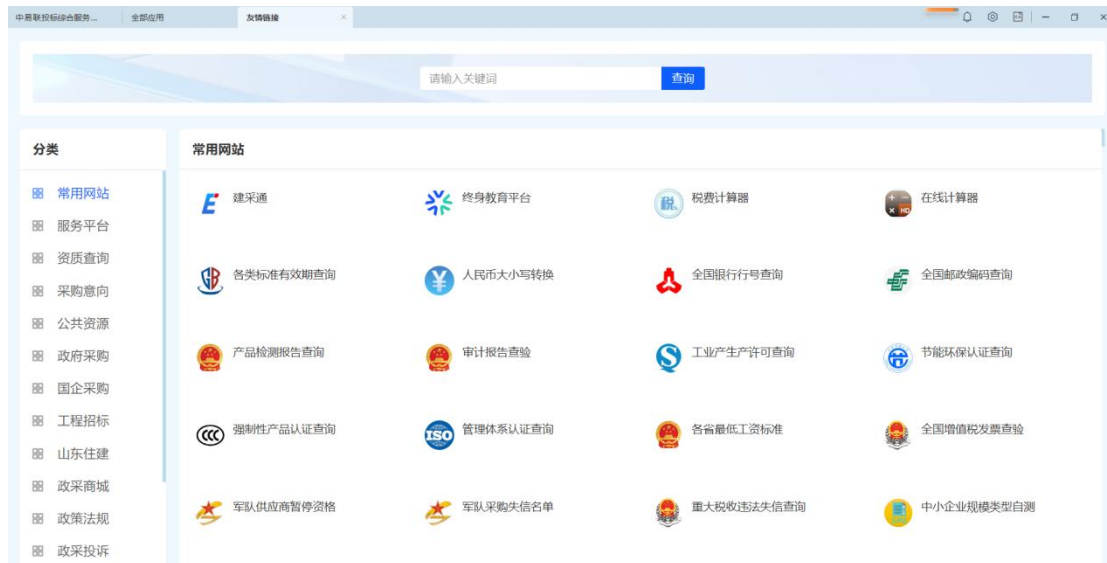 中易联投标综合服务... 全部应用 友情链接
请输入关键词 查询
分类
常用网站
服务平台
资质查询
采购意向
公共资源
政府采购
国企采购
工程招标
山东住建
政采商城
政策法规
政采投诉
常用网站
建采通 终身教育平台 税费计算器 在线计算器
各类标准有效期查询 人民币大小写转换 全国银行行号查询 全国邮政编码查询
产品检测报告查询 审计报告查验 工业产生产许可查询 节能环保认证查询
强制性产品认证查询 管理体系认证查询 各省最低工资标准 全国增值税发票查验
军队供应商暂停资格 军队采购失信名单 重大税收违法失信查询 中小企业规模类型自测